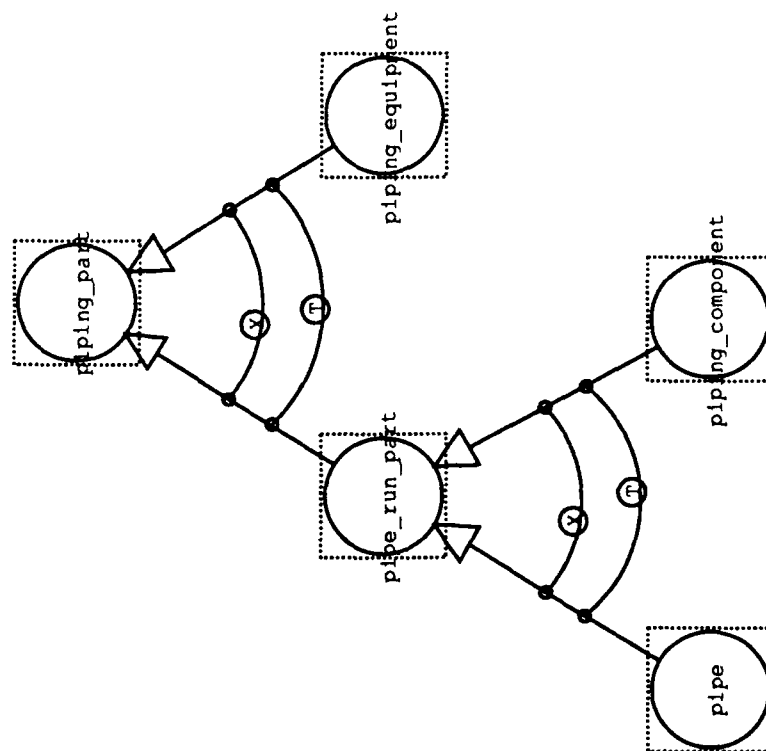 piping_part
piping_equipment
X
T
pipe_run_part
piping_component
X
T
pipe